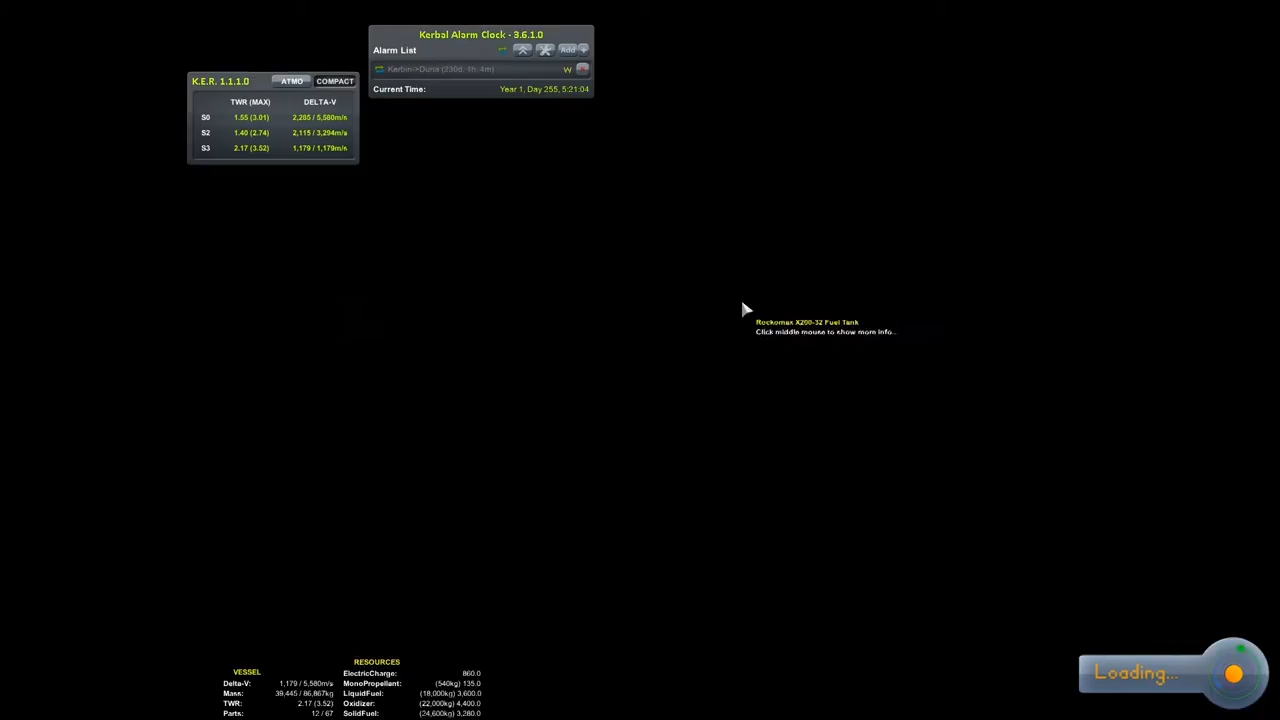 Kerbal Alarm Clock - 3.6.1.0
Alarm List
Add +
Kerbin->Duna (230d, 1h, 4m)
W
Current Time: Year 1, Day 255, 5:21:04
K.E.R. 1.1.1.0 ATMO COMPACT
TWR (MAX) DELTA-V
S0 1.55 (3.01) 2,285 / 5,580m/s
S2 1.40 (2.74) 2,115 / 3,294m/s
S3 2.17 (3.52) 1,179 / 1,179m/s
Rockomax X200-32 Fuel Tank
Click middle mouse to show more info...
VESSEL
Delta-V: 1,179 / 5,580m/s
Mass: 39,445 / 86,867kg
TWR: 2.17 (3.52)
Parts: 12 / 67
RESOURCES
ElectricCharge: 860.0
MonoPropellant: (540kg) 135.0
LiquidFuel: (18,000kg) 3,600.0
Oxidizer: (22,000kg) 4,400.0
SolidFuel: (24,600kg) 3,280.0
Loading...